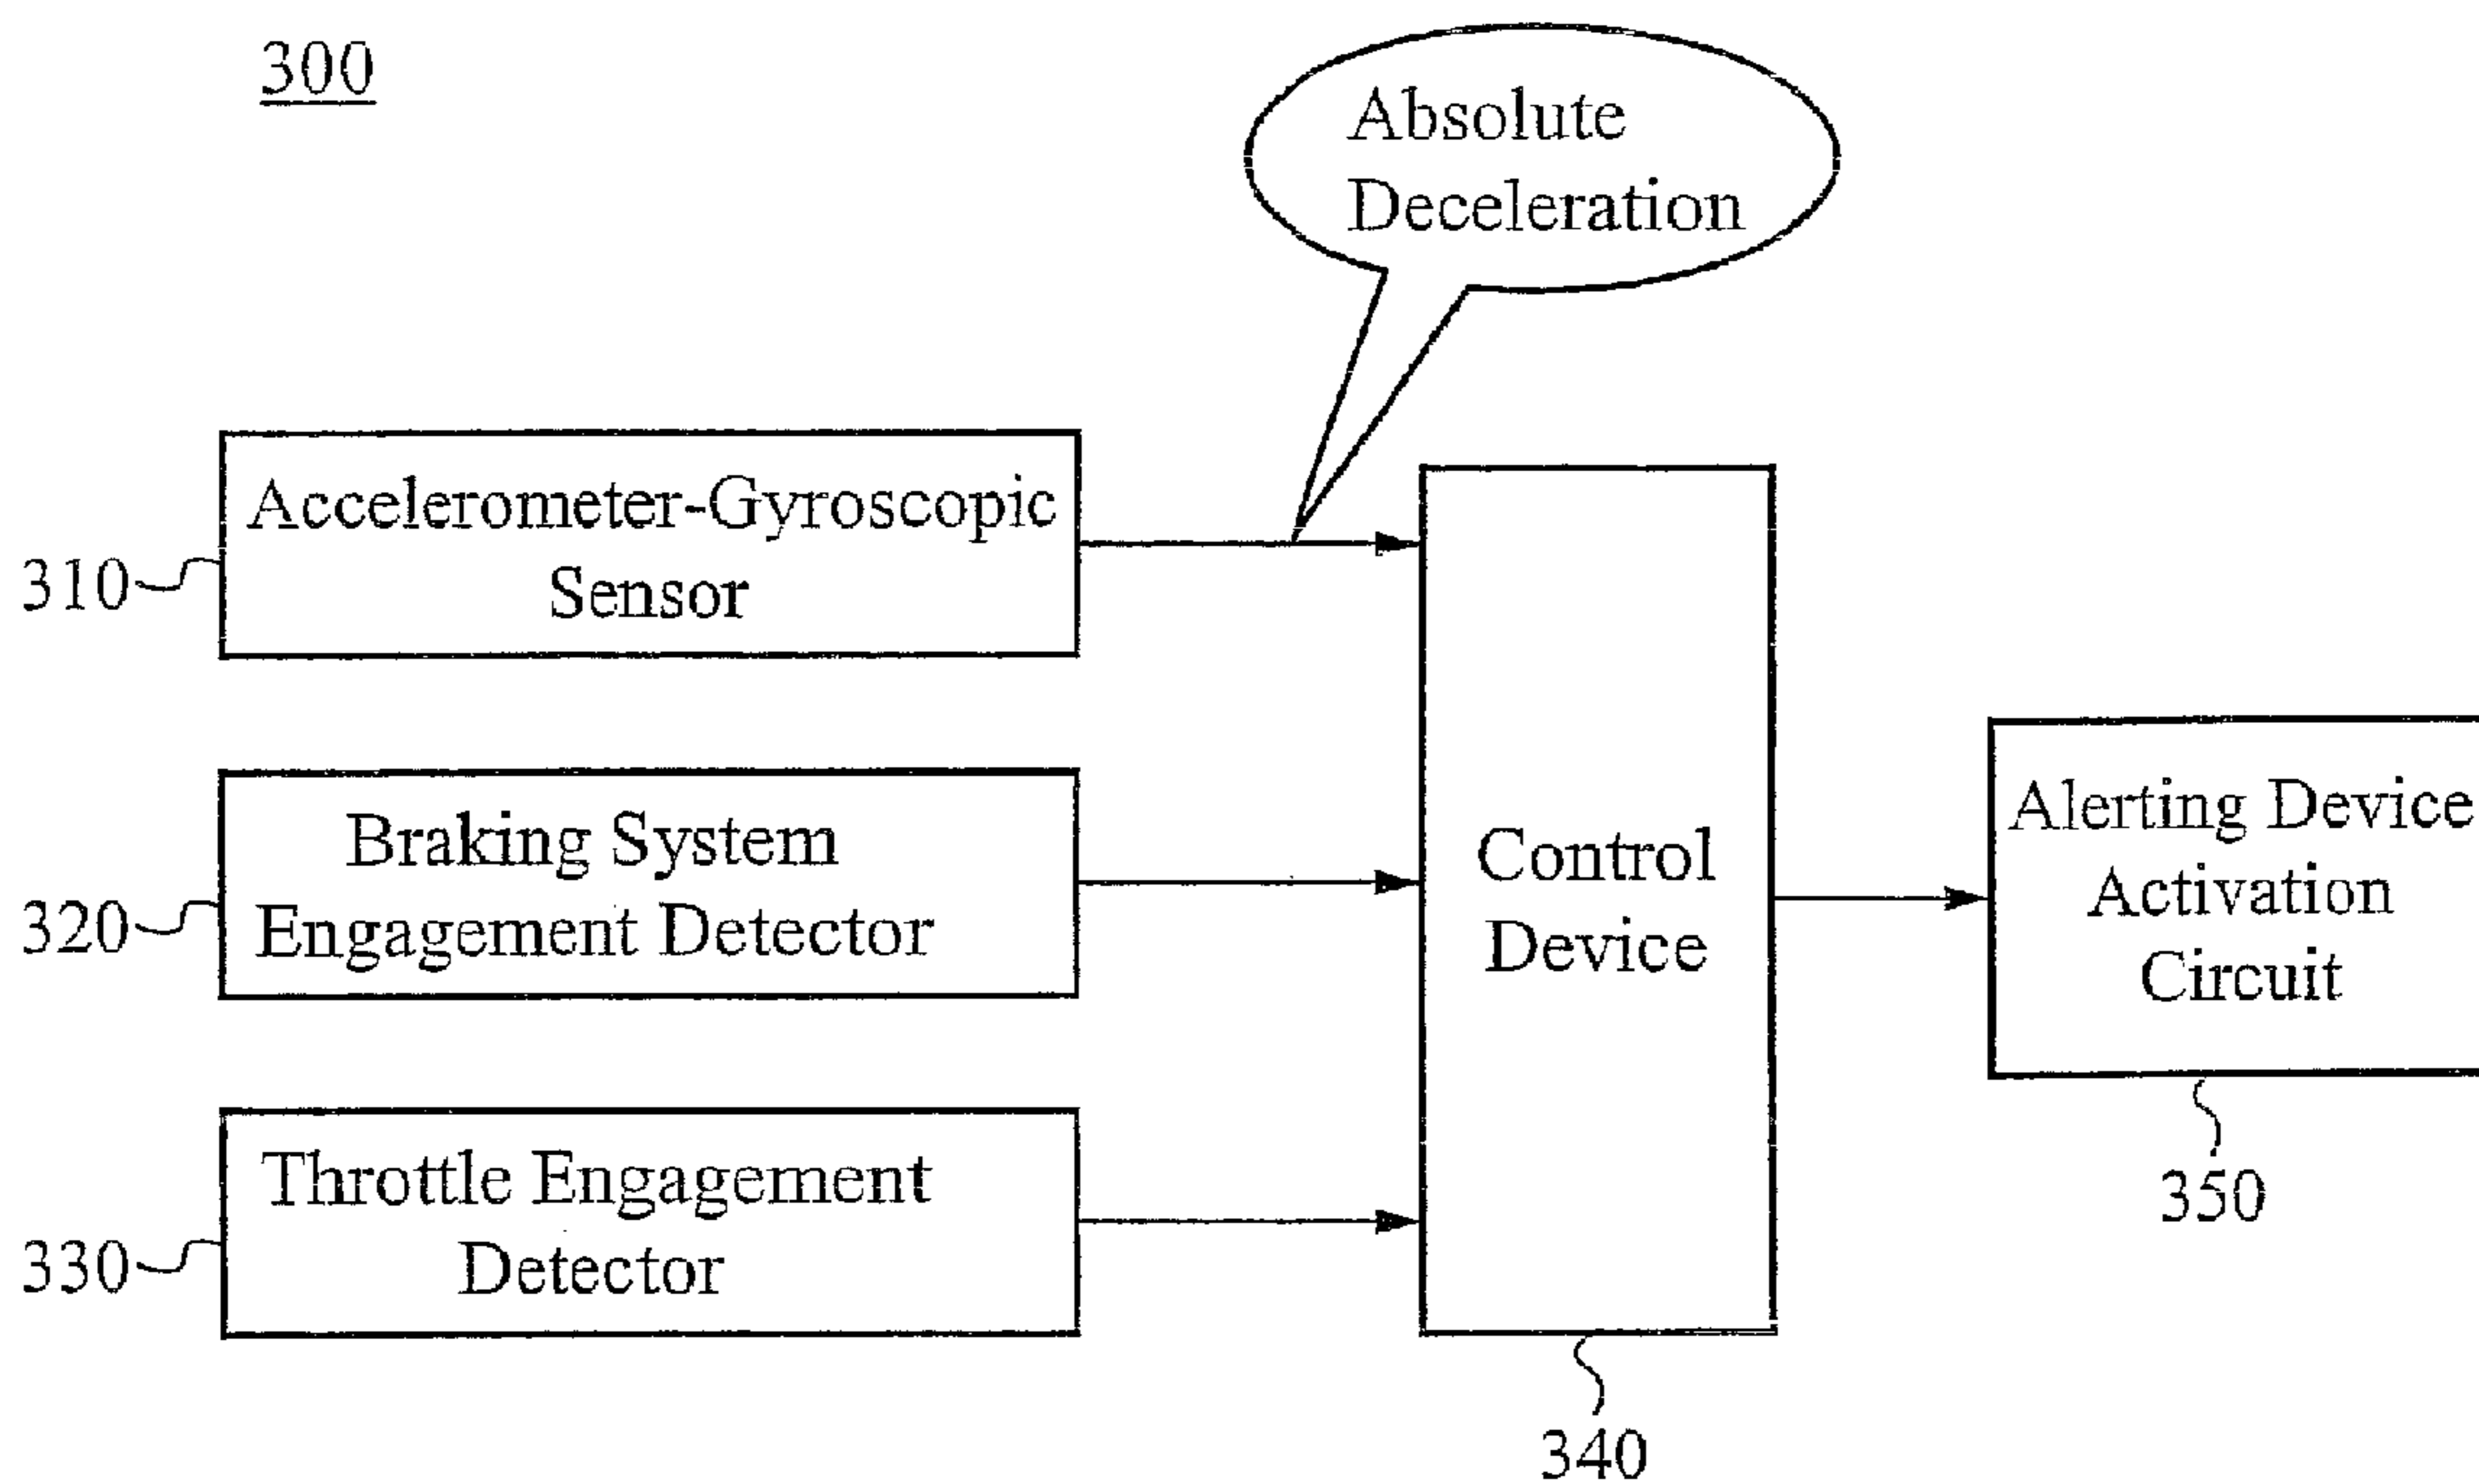 300
Absolute
Deceleration
Accelerometer-Gyroscopic
Sensor
310
Braking System
Engagement Detector
320
Throttle Engagement
Detector
330
Control
Device
340
Alerting Device
Activation
Circuit
350